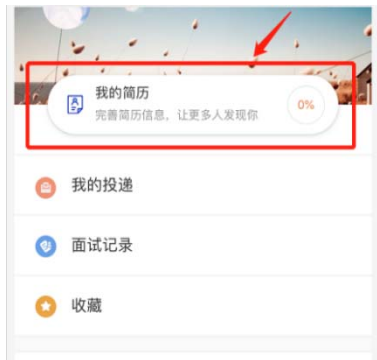 我的简历
完善简历信息，让更多人发现你
0%
我的投递
面试记录
收藏